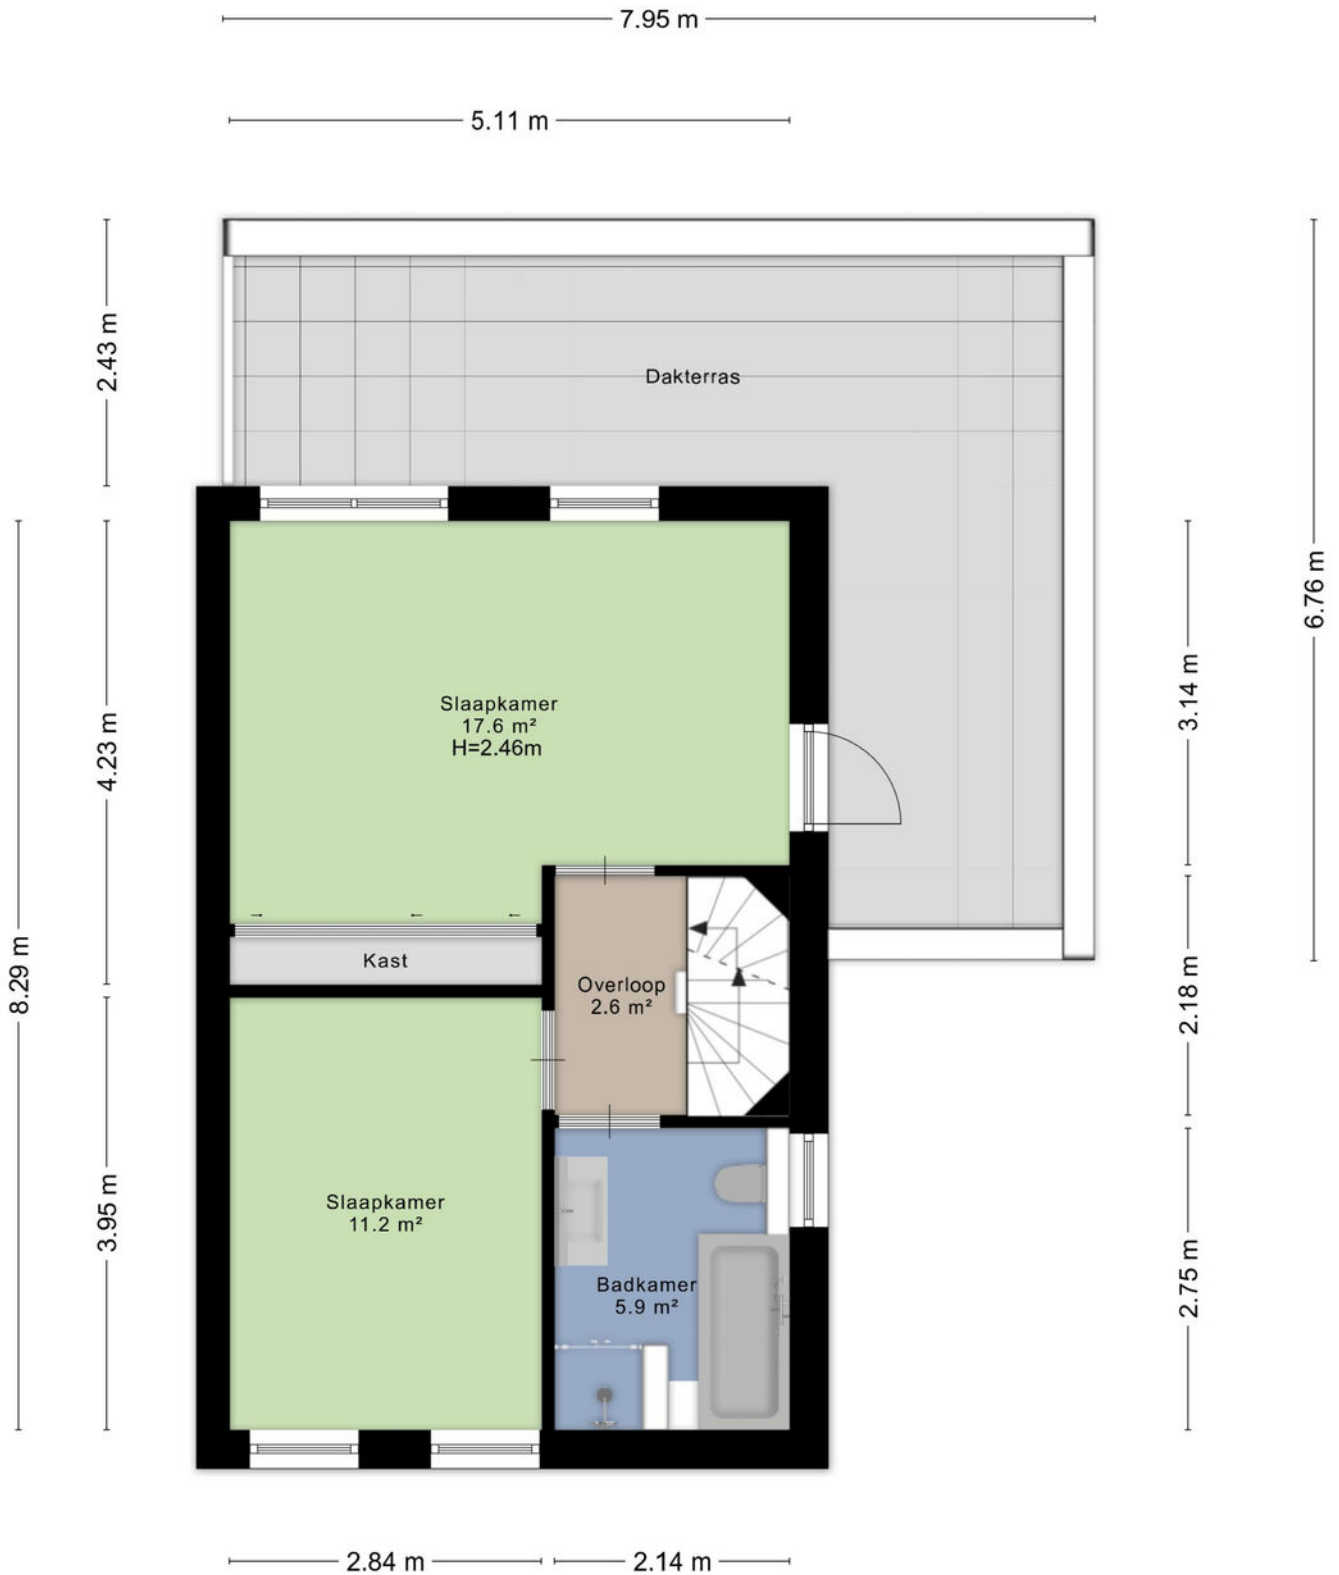 7.95 m
5.11 m
2.43 m
Dakterras
6.76 m
3.14 m
Slaapkamer
17.6 m²
H=2.46m
4.23 m
8.29 m
Kast
Overloop
2.6 m²
2.18 m
Slaapkamer
11.2 m²
3.95 m
Badkamer
5.9 m²
2.75 m
2.84 m
2.14 m